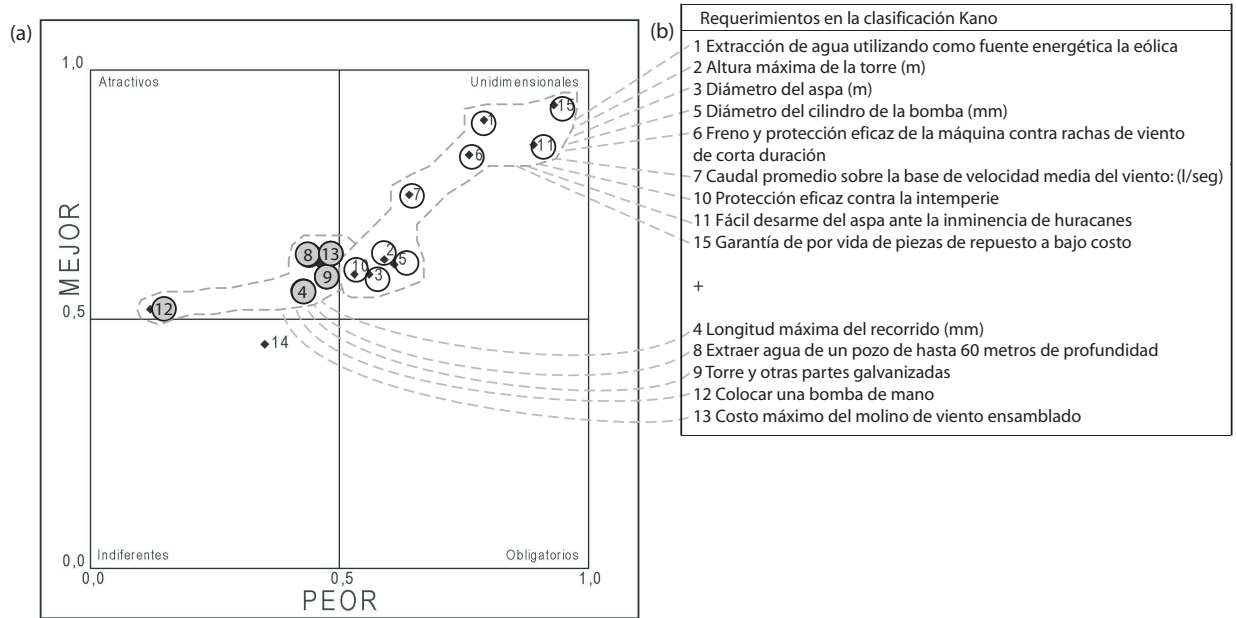 (a)
1,0
Atractivos
Unidimensionales
15
1
11
6
7
8
13
2
10
5
9
3
4
12
MEJOR
0,5
14
Indiferentes
Obligatorios
0,0
0,0
0,5
1,0
PEOR
(b)
Requerimientos en la clasificación Kano
1 Extracción de agua utilizando como fuente energética la eólica
2 Altura máxima de la torre (m)
3 Diámetro del aspa (m)
5 Diámetro del cilindro de la bomba (mm)
6 Freno y protección eficaz de la máquina contra rachas de viento
de corta duración
7 Caudal promedio sobre la base de velocidad media del viento: (l/seg)
10 Protección eficaz contra la intemperie
11 Fácil desarme del aspa ante la inminencia de huracanes
15 Garantía de por vida de piezas de repuesto a bajo costo
+
4 Longitud máxima del recorrido (mm)
8 Extraer agua de un pozo de hasta 60 metros de profundidad
9 Torre y otras partes galvanizadas
12 Colocar una bomba de mano
13 Costo máximo del molino de viento ensamblado